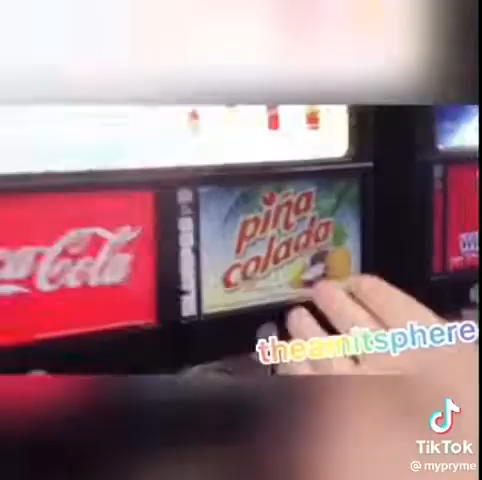 Coca-Cola
piña
colada
theamitsphere
TikTok
@ mypryme